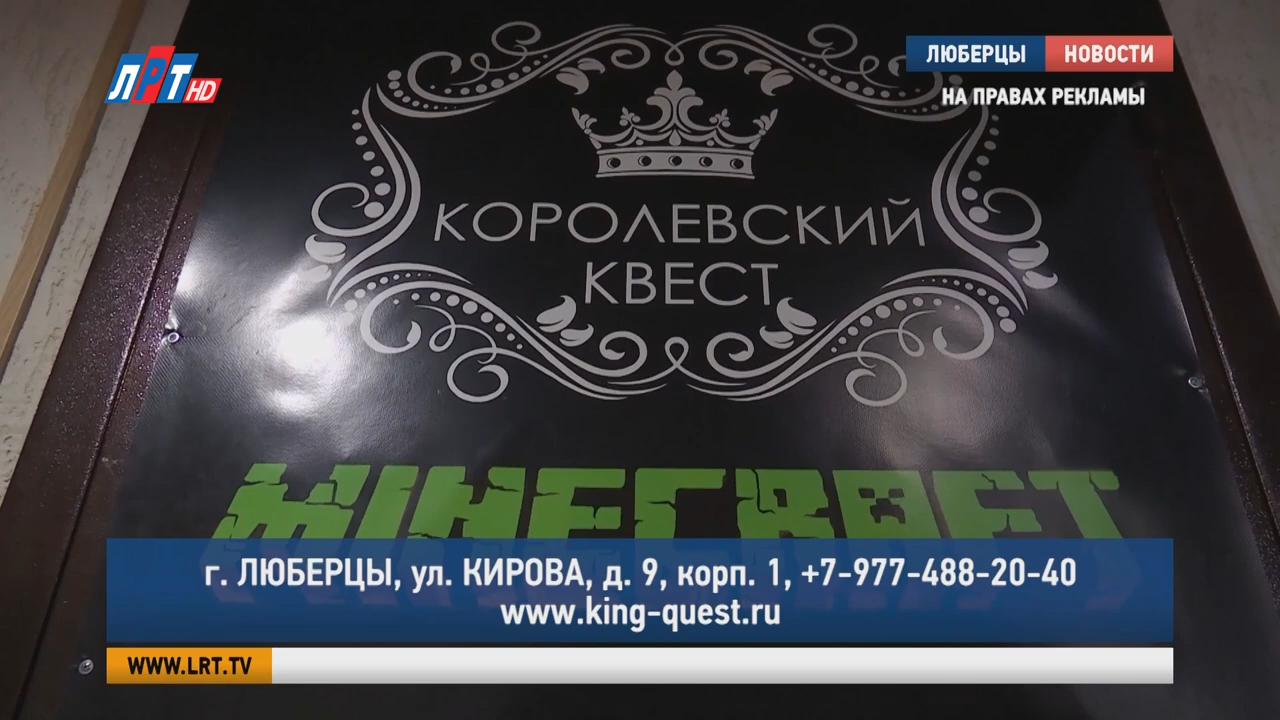 ЛРТ HD
ЛЮБЕРЦЫ НОВОСТИ
НА ПРАВАХ РЕКЛАМЫ
КОРОЛЕВСКИЙ
КВЕСТ
MINECRAFT
г. ЛЮБЕРЦЫ, ул. КИРОВА, д. 9, корп. 1, +7-977-488-20-40
www.king-quest.ru
WWW.LRT.TV